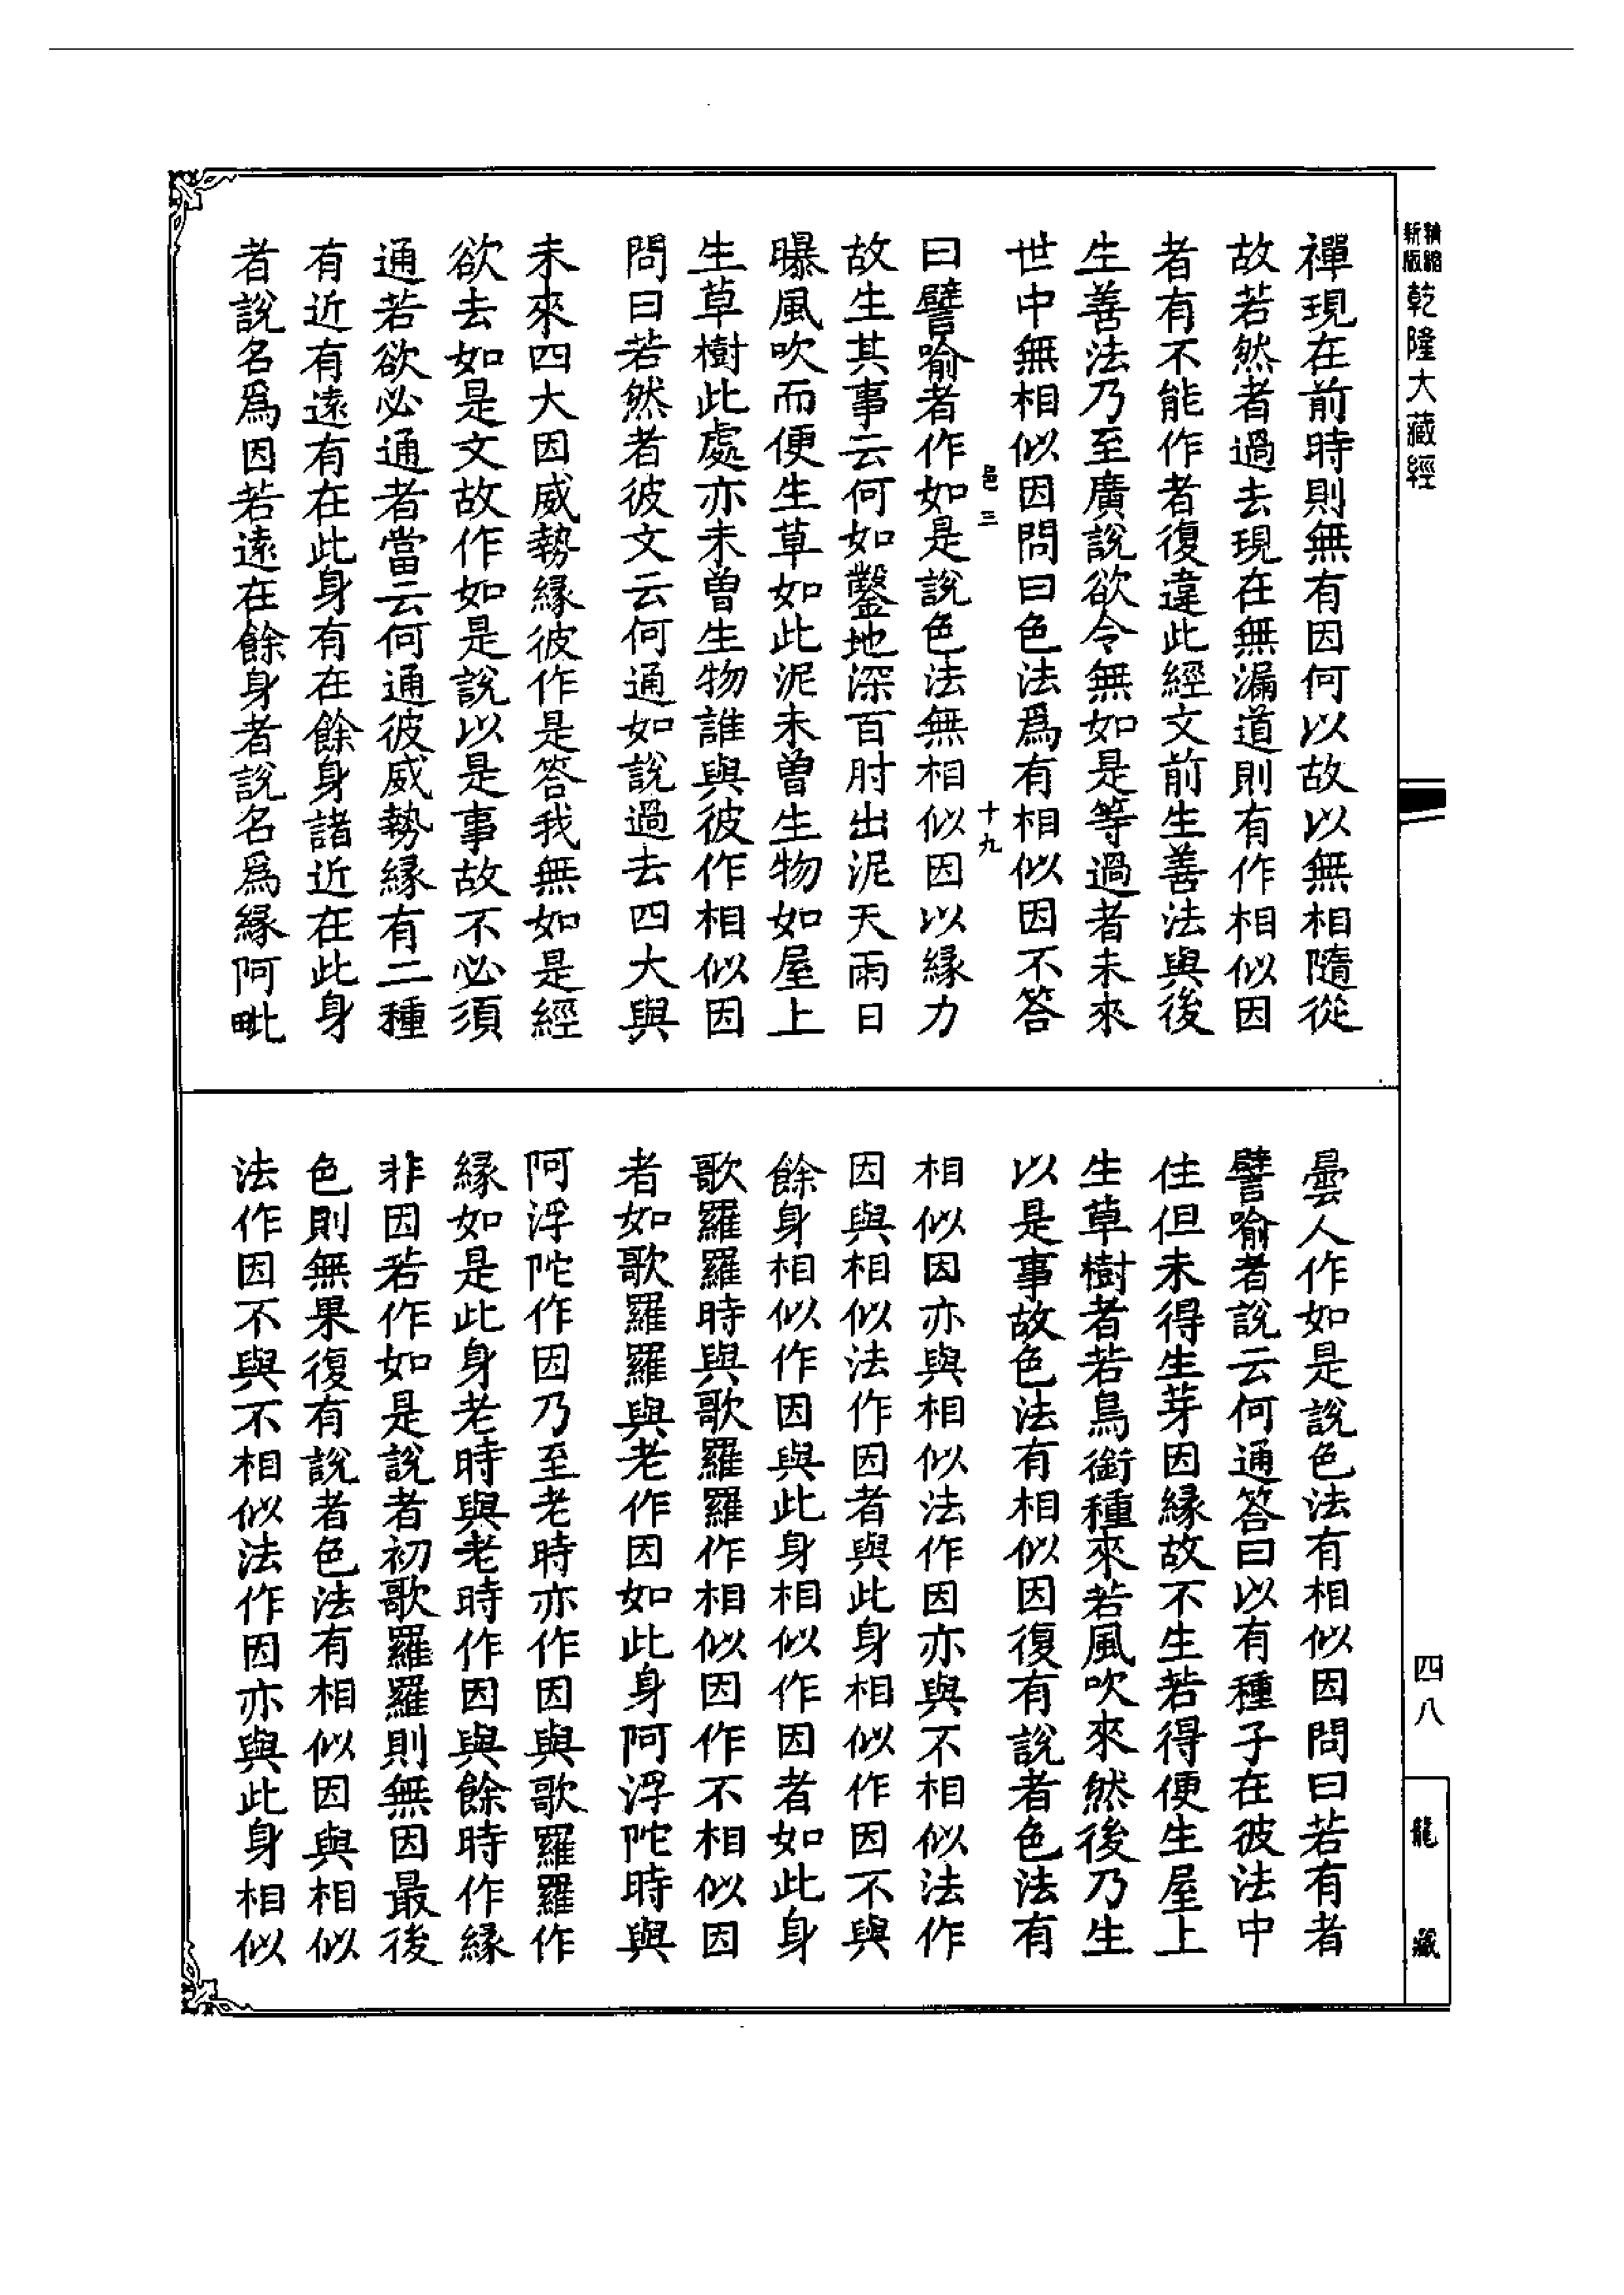 精縮新版乾隆大藏經
禪現在前時則無有因何以故以無相隨從
故若然者過去現在無漏道則有作相似因
者有不能作者復違此經文前生善法與後
生善法乃至廣說欲令無如是等過者未來
世中無相似因問曰色法為有相似因不答
邑三 十九
曰譬喻者作如是說色法無相似因以緣力
故生其事云何如鑿地深百肘出泥天雨日
曝風吹而便生草如此泥未曾生物如屋上
生草樹此處亦未曾生物誰與彼作相似因
問曰若然者彼文云何通如說過去四大與
未來四大因威勢緣彼作是答我無如是經
欲去如是文故作如是說以是事故不必須
通若欲必通者當云何通彼威勢緣有二種
有近有遠有在此身有在餘身諸近在此身
者說名為因若遠在餘身者說名為緣阿毗
曇人作如是說色法有相似因問曰若有者
譬喻者說云何通答曰以有種子在彼法中
住但未得生芽因緣故不生若得便生屋上
生草樹者若鳥銜種來若風吹來然後乃生
以是事故色法有相似因復有說者色法有
相似因亦與相似法作因亦與不相似法作
因與相似法作因者與此身相似作因不與
餘身相似作因與此身相似作因者如此身
歌羅羅時與歌羅羅作相似因作不相似因
者如歌羅羅與老作因如此身阿浮陀時與
阿浮陀作因乃至老時亦作因與歌羅羅作
緣如是此身老時與老時作因與餘時作緣
非因若作如是說者初歌羅羅則無因最後
色則無果復有說者色法有相似因與相似
法作因不與不相似法作因亦與此身相似
四八
龍藏